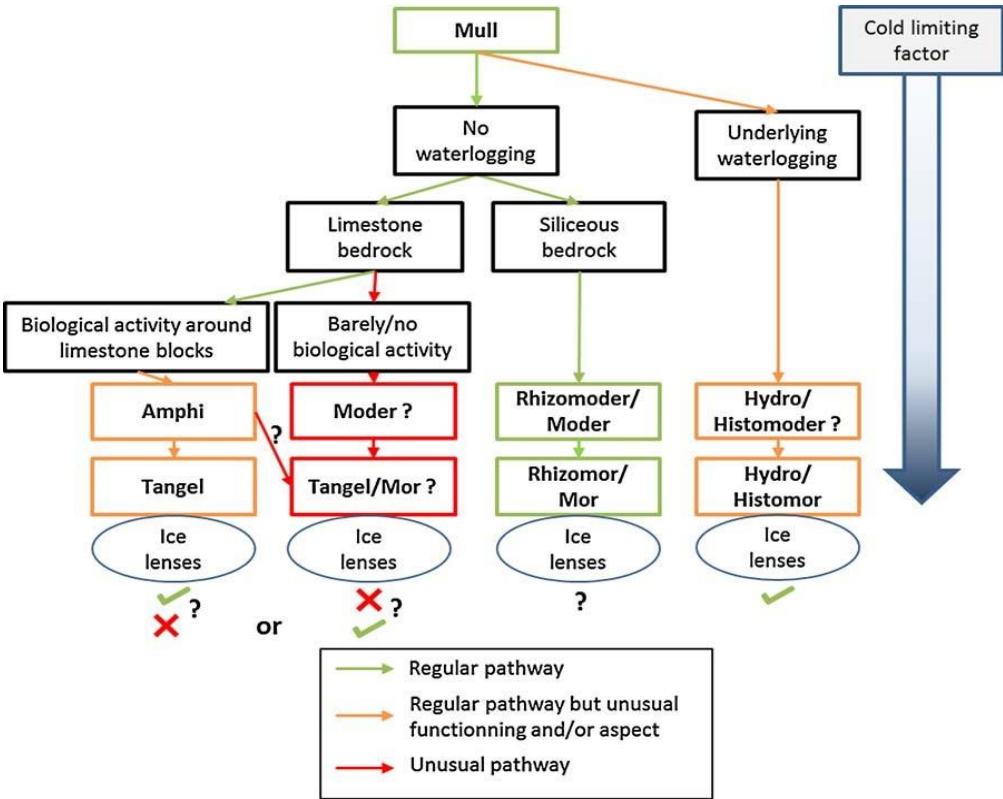 Mull
Cold limiting
factor
No
waterlogging
Underlying
waterlogging
Limestone
bedrock
Siliceous
bedrock
Biological activity around
limestone blocks
Barely/no
biological activity
Amphi
Moder ?
Rhizomoder/
Moder
Hydro/
Histomoder ?
?
Tangel
Tangel/Mor ?
Rhizomor/
Mor
Hydro/
Histomor
Ice
lenses
Ice
lenses
Ice
lenses
Ice
lenses
?
or
?
?
Regular pathway
Regular pathway but unusual
functionning and/or aspect
Unusual pathway